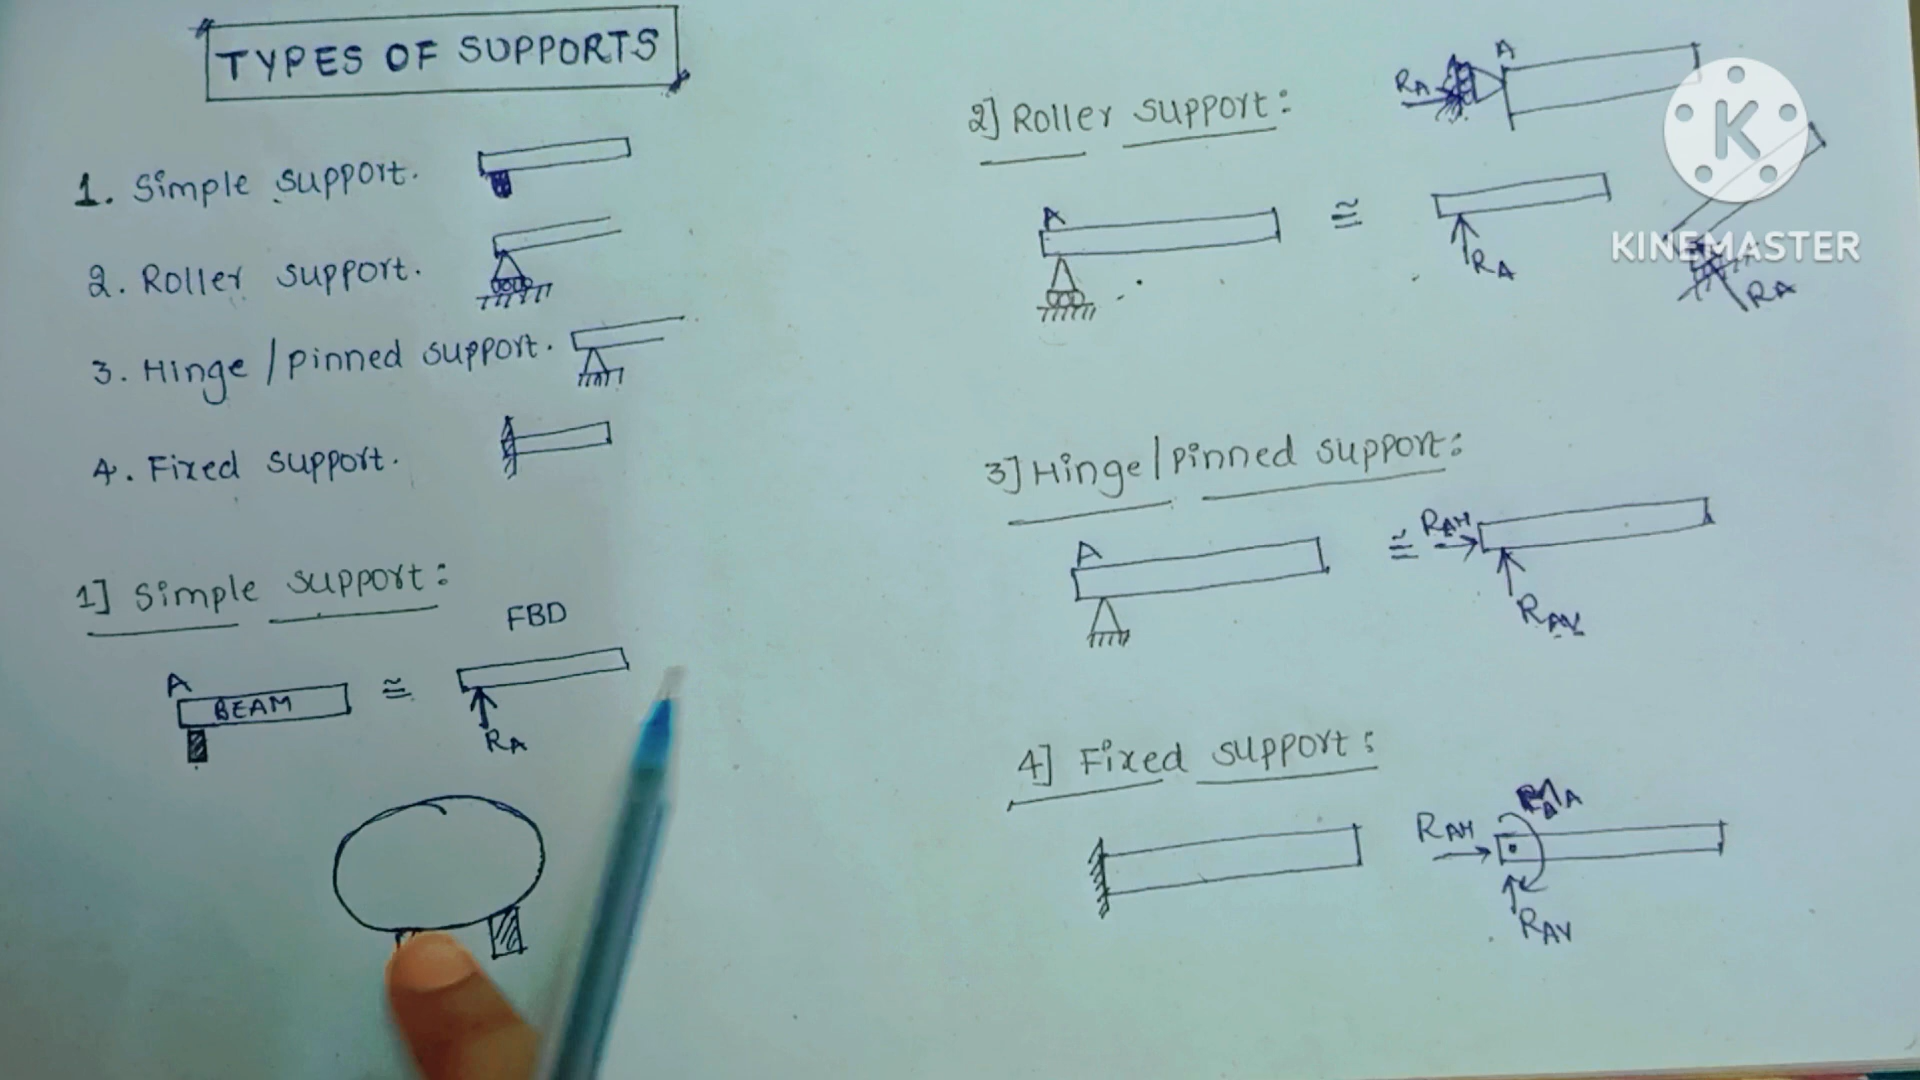 TYPES OF SUPPORTS
1. Simple support.
2. Roller support.
3. Hinge/pinned support.
4. Fixed support.
1] Simple support:
FBD
A
BEAM
≅
RA
2] Roller support:
A
RA
A
≅
RA
RA
K
KINEMASTER
3] Hinge/pinned support:
A
≅
RAH
RAV
4] Fixed support:
RAH
RAV